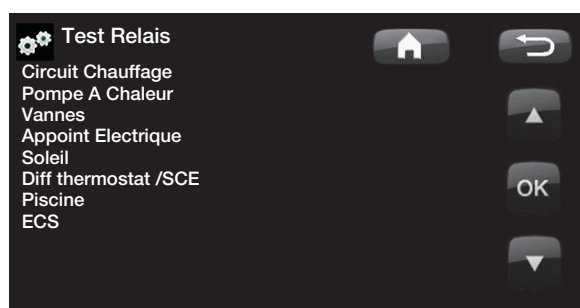 Test Relais
Circuit Chauffage
Pompe A Chaleur
Vannes
Appoint Electrique
Soleil
Diff thermostat /SCE
Piscine
ECS
OK